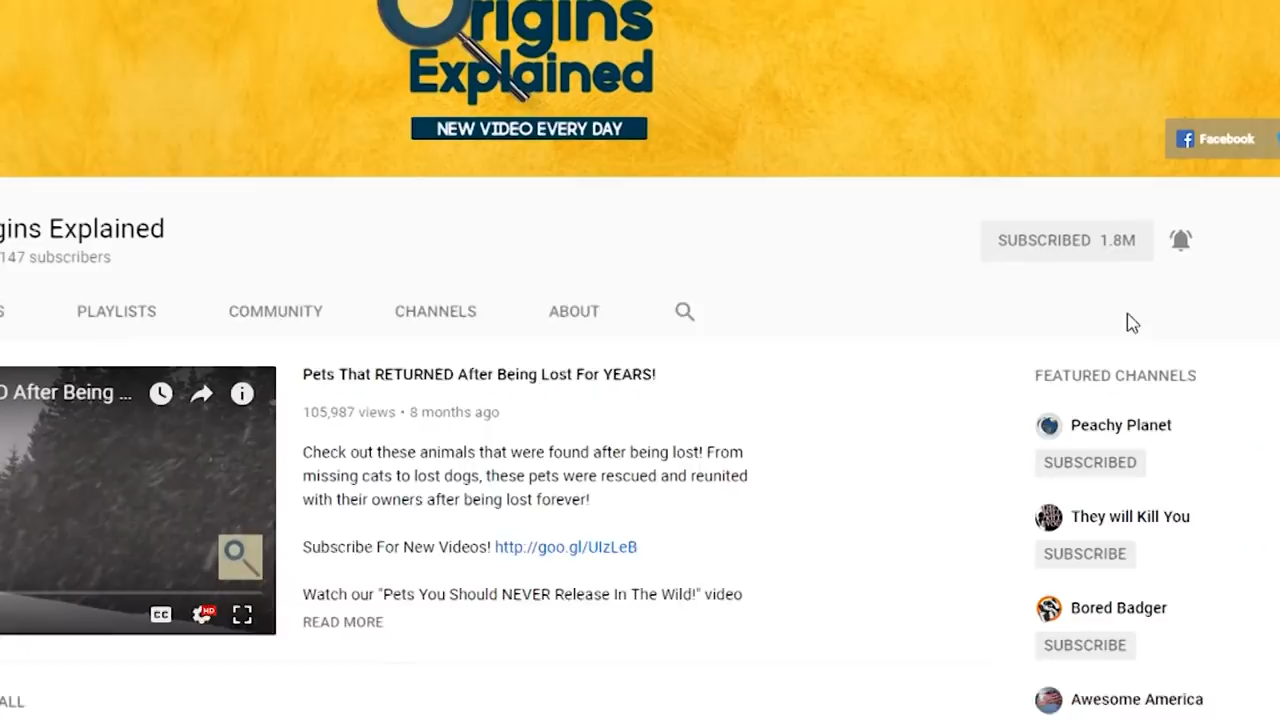 Origins
Explained
NEW VIDEO EVERY DAY
Facebook
gins Explained
147 subscribers
SUBSCRIBED 1.8M
S
PLAYLISTS
COMMUNITY
CHANNELS
ABOUT
D After Being ...
CC
HD
Pets That RETURNED After Being Lost For YEARS!
105,987 views • 8 months ago
Check out these animals that were found after being lost! From
missing cats to lost dogs, these pets were rescued and reunited
with their owners after being lost forever!
Subscribe For New Videos! http://goo.gl/UIzLeB
Watch our "Pets You Should NEVER Release In The Wild!" video
READ MORE
FEATURED CHANNELS
Peachy Planet
SUBSCRIBED
They will Kill You
SUBSCRIBE
Bored Badger
SUBSCRIBE
Awesome America
ALL